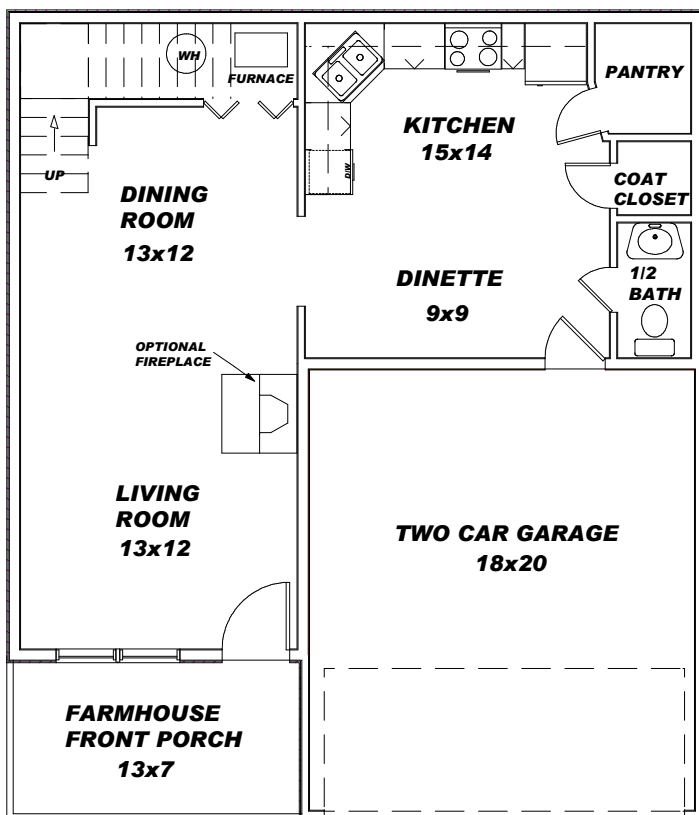 WH
FURNACE
PANTRY
KITCHEN
15x14
UP
DINING
ROOM
13x12
D/W
COAT
CLOSET
DINETTE
9x9
1/2
BATH
OPTIONAL
FIREPLACE
LIVING
ROOM
13x12
TWO CAR GARAGE
18x20
FARMHOUSE
FRONT PORCH
13x7